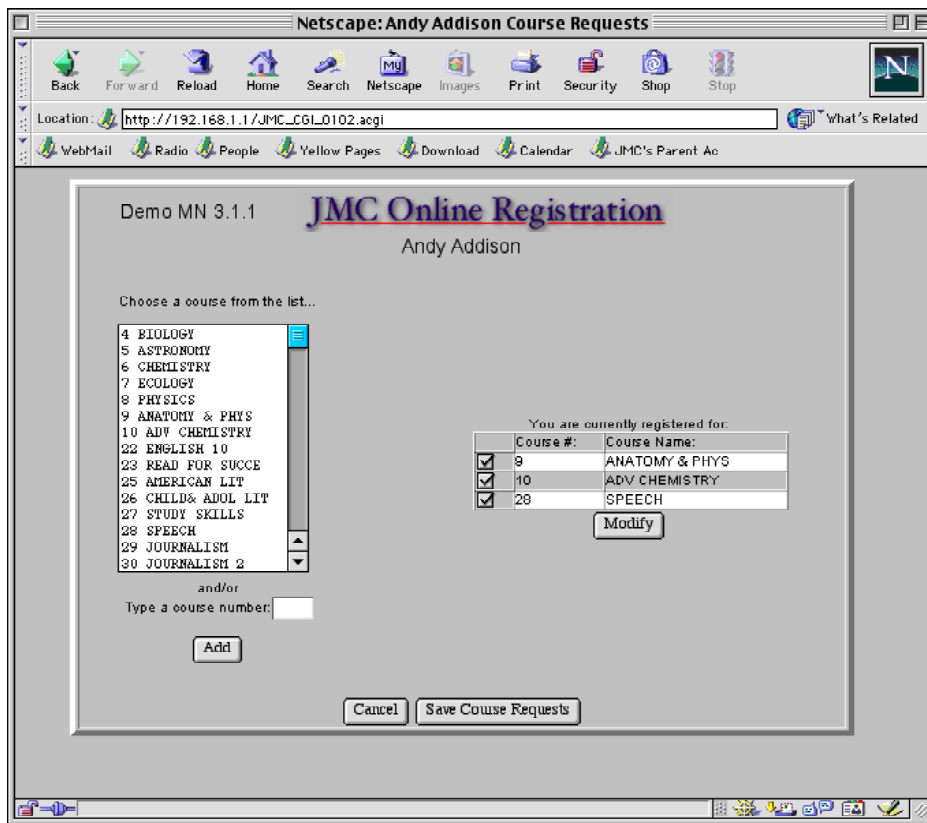 Netscape: Andy Addison Course Requests
Back Forward Reload Home Search Netscape Images Print Security Shop Stop
My
N
Location: http://192.168.1.1/JMC_CGI_0102.acgi What's Related
WebMail Radio People Yellow Pages Download Calendar JMC's Parent Ac
Demo MN 3.1.1 JMC Online Registration
Andy Addison
Choose a course from the list...
4 BIOLOGY
5 ASTRONOMY
6 CHEMISTRY
7 ECOLOGY
8 PHYSICS
9 ANATOMY & PHYS
10 ADV CHEMISTRY
22 ENGLISH 10
23 READ FOR SUCCE
25 AMERICAN LIT
26 CHILD& ADOL LIT
27 STUDY SKILLS
28 SPEECH
29 JOURNALISM
30 JOURNALISM 2
and/or
Type a course number:
Add
You are currently registered for:
Course #: Course Name:
9 ANATOMY & PHYS
10 ADV CHEMISTRY
28 SPEECH
Modify
Cancel Save Course Requests